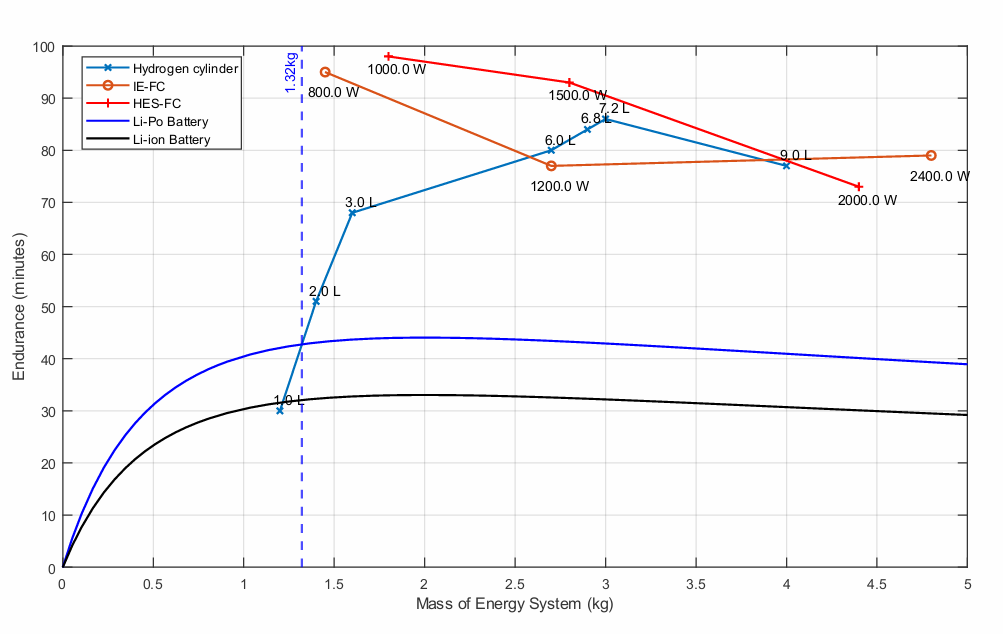 100
90
80
70
60
50
40
30
20
10
0
Endurance (minutes)
Hydrogen cylinder
IE-FC
HES-FC
Li-Po Battery
Li-ion Battery
1.32kg
1000.0 W
800.0 W
1500.0 W
7.2 L
6.8 L
6.0 L
9.0 L
1200.0 W
2400.0 W
2000.0 W
3.0 L
2.0 L
1.0 L
0 0.5 1 1.5 2 2.5 3 3.5 4 4.5 5
Mass of Energy System (kg)